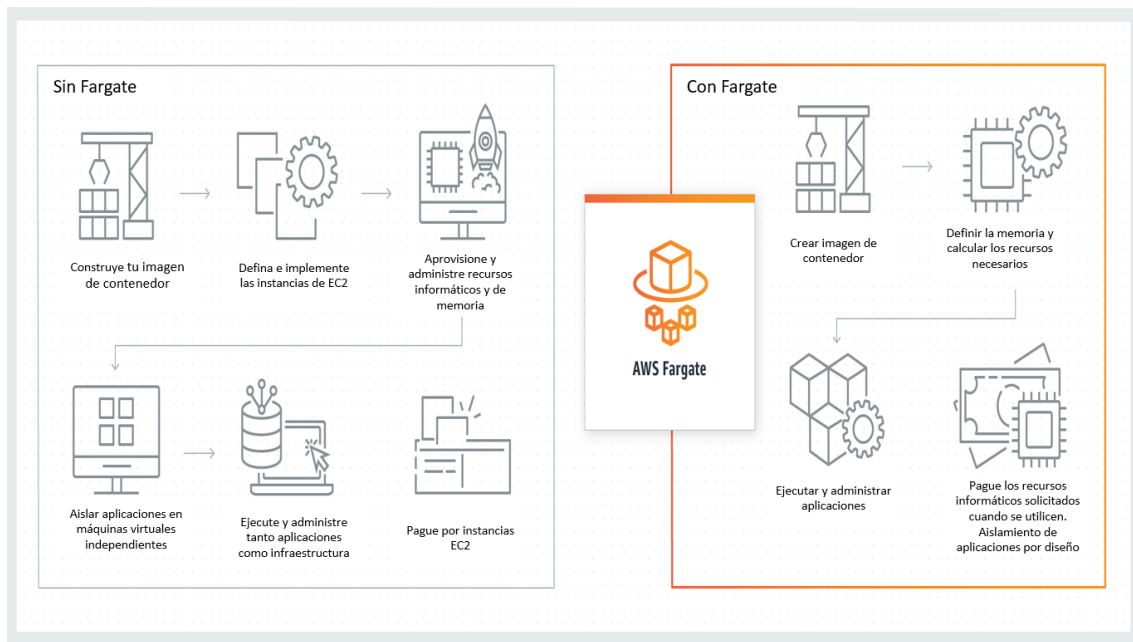 Sin Fargate
Construye tu imagen
de contenedor
Defina e implemente
las instancias de EC2
Aprovisione y
administre recursos
informáticos y de
memoria
Aislar aplicaciones en
máquinas virtuales
independientes
Ejecute y administre
tanto aplicaciones
como infraestructura
Pague por instancias
EC2
AWS Fargate
Con Fargate
Crear imagen de
contenedor
Definir la memoria y
calcular los recursos
necesarios
Ejecutar y administrar
aplicaciones
Pague los recursos
informáticos solicitados
cuando se utilicen.
Aislamiento de
aplicaciones por diseño